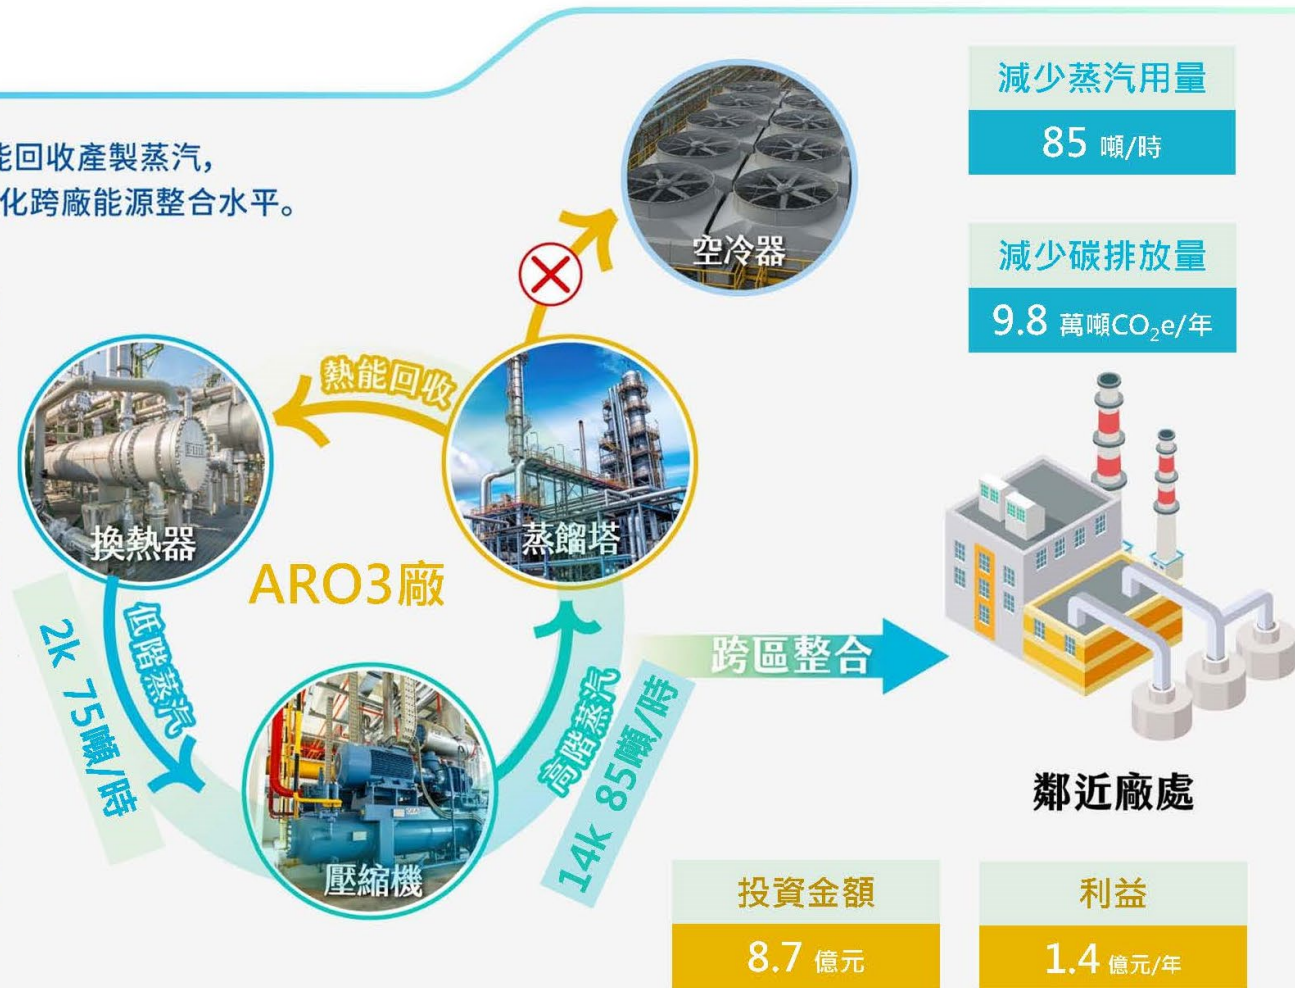 能回收產製蒸汽，
化跨廠能源整合水平。
減少蒸汽用量
85 噸/時
減少碳排放量
9.8 萬噸CO₂e/年
空冷器
熱能回收
換熱器
蒸餾塔
ARO3廠
低階蒸汽
2k 75噸/時
壓縮機
高階蒸汽
14k 85噸/時
跨區整合
鄰近廠處
投資金額
8.7 億元
利益
1.4 億元/年